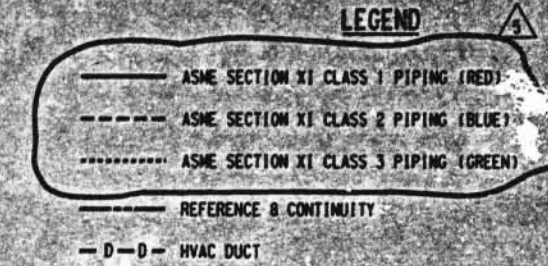 LEGEND
5
ASME SECTION XI CLASS 1 PIPING (RED)
ASME SECTION XI CLASS 2 PIPING (BLUE)
ASME SECTION XI CLASS 3 PIPING (GREEN)
REFERENCE & CONTINUITY
D D HVAC DUCT